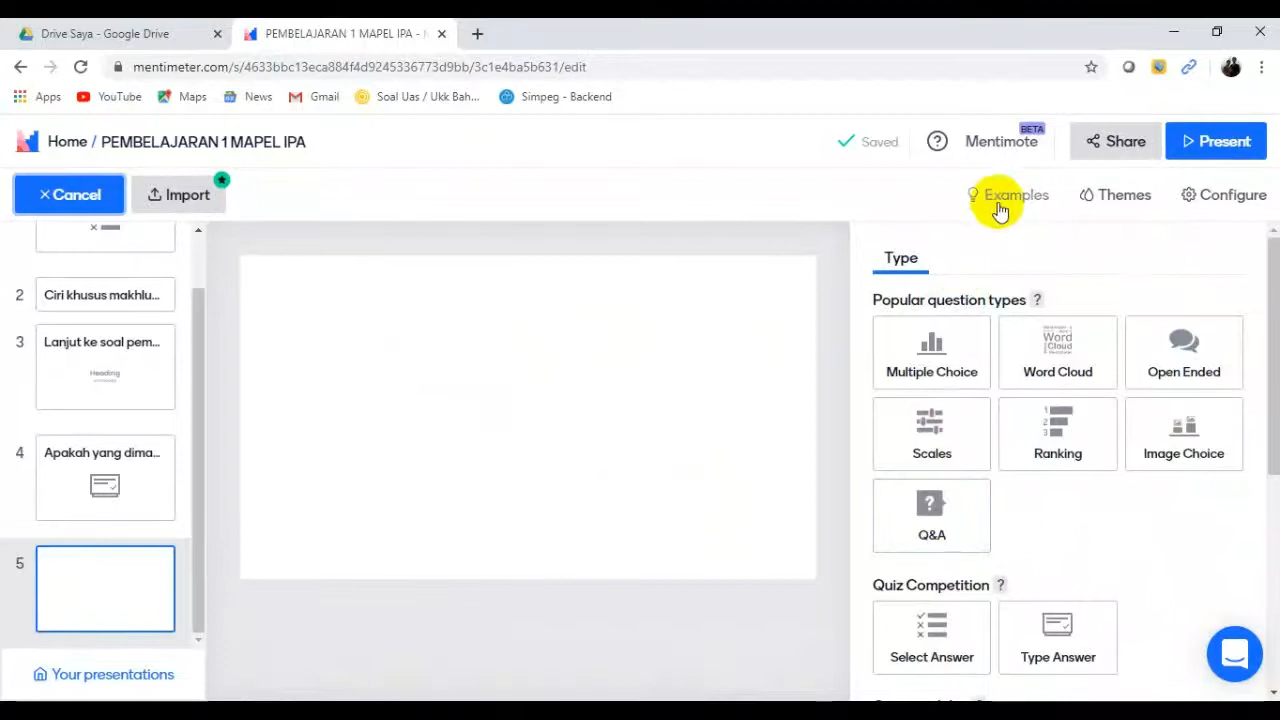 Drive Saya - Google Drive
PEMBELAJARAN 1 MAPEL IPA -
mentimeter.com/s/4633bbc13eca884f4d9245336773d9bb/3c1e4ba5b631/edit
Apps
YouTube
Maps
News
Gmail
Soal Uas / Ukk Bah...
Simpeg - Backend
Home / PEMBELAJARAN 1 MAPEL IPA
Saved
Mentimote
BETA
Share
Present
Cancel
Import
Examples
Themes
Configure
2 Ciri khusus makhlu...
3 Lanjut ke soal pem...
Heading
4 Apakah yang dima...
5
Your presentations
Type
Popular question types ?
Multiple Choice
Word Cloud
Word
Cloud
Open Ended
Scales
1
2
3
Ranking
Image Choice
?
Q&A
Quiz Competition ?
Select Answer
Type Answer